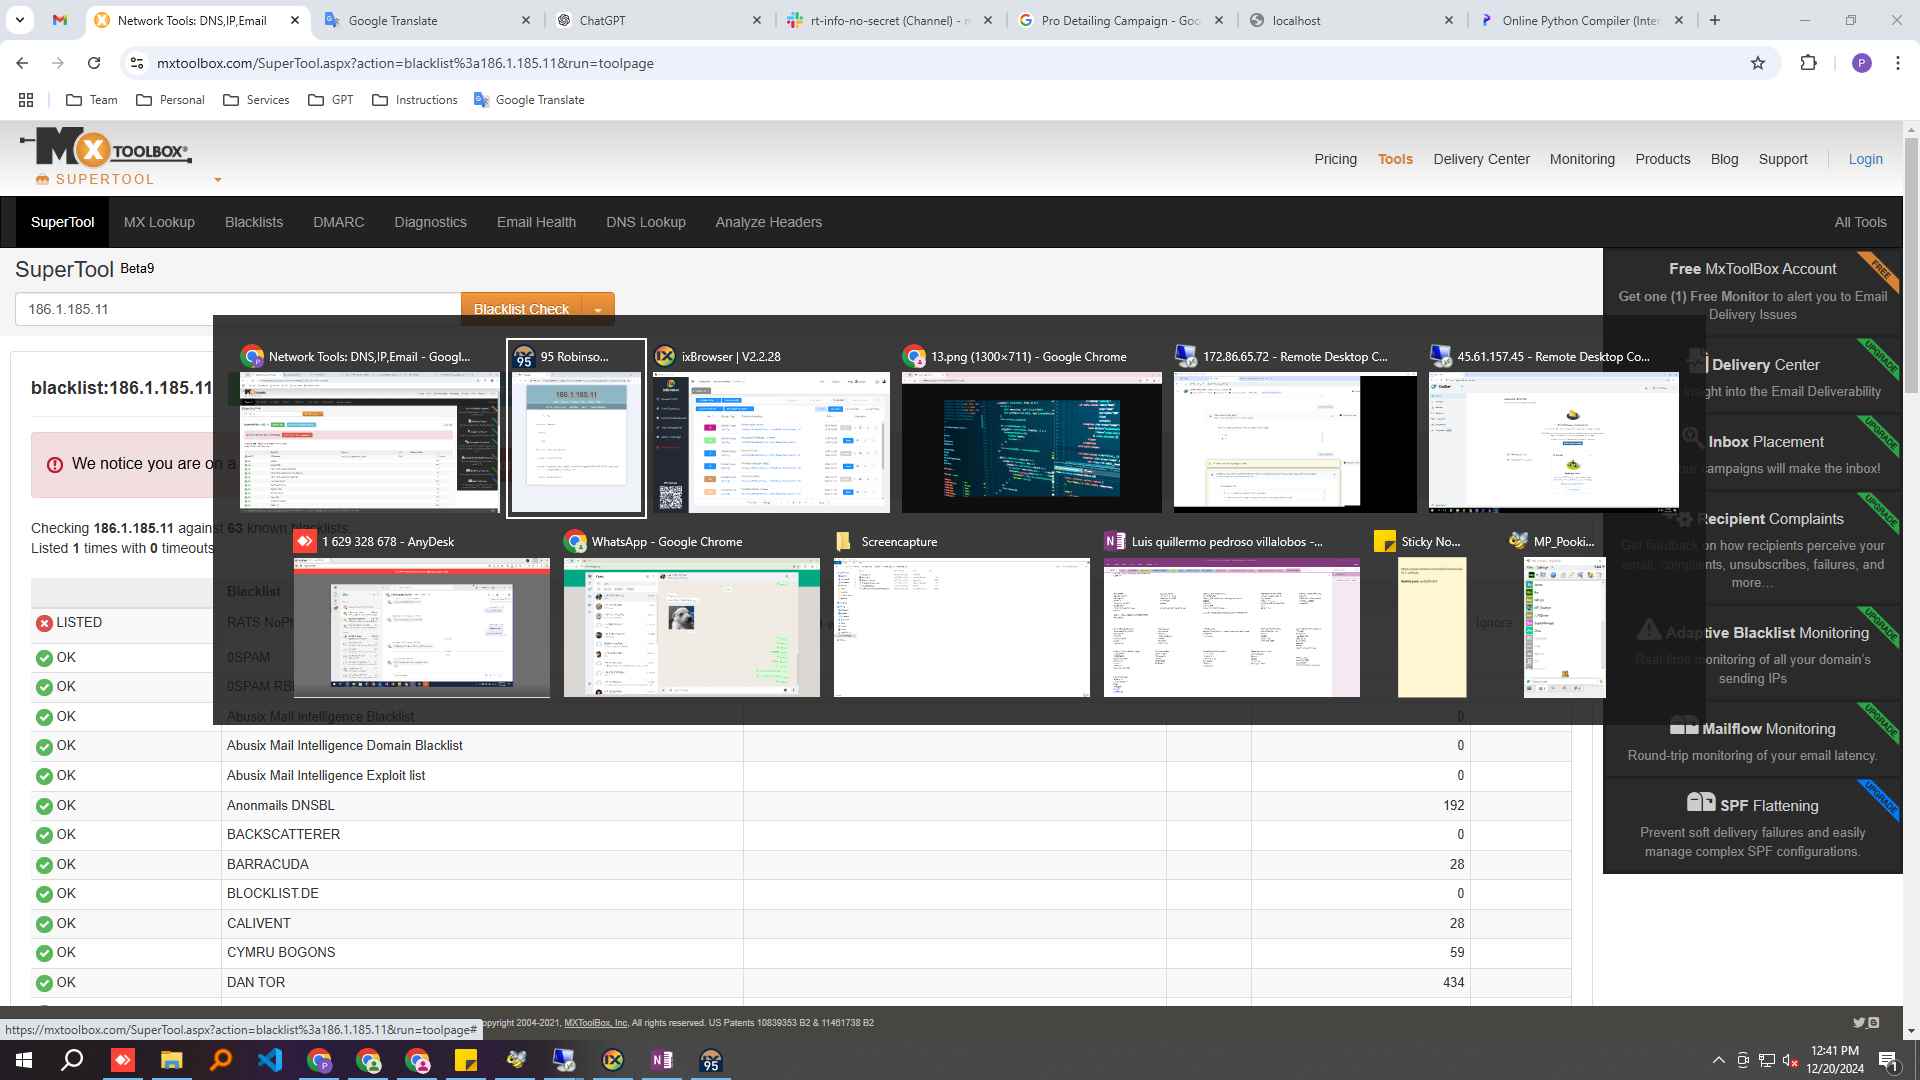 Network Tools: DNS,IP,Email
Google Translate
ChatGPT
rt-info-no-secret (Channel) - 
Pro Detailing Campaign - Goo
localhost
Online Python Compiler (Inter
mxtoolbox.com/SuperTool.aspx?action=blacklist%3a186.1.185.11&run=toolpage
P
Team
Personal
Services
GPT
Instructions
Google Translate
MX TOOLBOX®
SUPERTOOL
Pricing
Tools
Delivery Center
Monitoring
Products
Blog
Support
Login
SuperTool
MX Lookup
Blacklists
DMARC
Diagnostics
Email Health
DNS Lookup
Analyze Headers
All Tools
SuperTool Beta9
186.1.185.11
Blacklist Check
Free MxToolBox Account
FREE
Get one (1) Free Monitor to alert you to Email
Delivery Issues
Network Tools: DNS,IP,Email - Googl...
95 Robinso...
ixBrowser | V2.2.28
13.png (1300×711) - Google Chrome
172.86.65.72 - Remote Desktop C...
45.61.157.45 - Remote Desktop Co...
186.1.185.11
Delivery Center
UPGRADE
ight into the Email Deliverability
blacklist:186.1.185.11
Inbox Placement
UPGRADE
campaigns will make the inbox!
We notice you are on a
Recipient Complaints
UPGRADE
Get feedback on how recipients perceive your
email, complaints, unsubscribes, failures, and
more...
Checking 186.1.185.11 against 63 known blacklists...
Listed 1 times with 0 timeouts
1 629 328 678 - AnyDesk
WhatsApp - Google Chrome
Screencapture
Luis quillermo pedroso villalobos -...
Sticky No...
MP_Pooki...
Blacklist
LISTED
RATS NoPt
Ignore
Adaptive Blacklist Monitoring
UPGRADE
Real-time monitoring of all your domain's
sending IPs
OK
0SPAM
OK
0SPAM RB
OK
Abusix Mail Intelligence Blacklist
0
Mailflow Monitoring
UPGRADE
Round-trip monitoring of your email latency.
OK
Abusix Mail Intelligence Domain Blacklist
0
OK
Abusix Mail Intelligence Exploit list
0
OK
Anonmails DNSBL
192
SPF Flattening
UPGRADE
Prevent soft delivery failures and easily
manage complex SPF configurations.
OK
BACKSCATTERER
0
OK
BARRACUDA
28
OK
BLOCKLIST.DE
0
OK
CALIVENT
28
OK
CYMRU BOGONS
59
OK
DAN TOR
434
https://mxtoolbox.com/SuperTool.aspx?action=blacklist%3a186.1.185.11&run=toolpage#
opyright 2004-2021, MXToolBox, Inc, All rights reserved. US Patents 10839353 B2 & 11461738 B2
12:41 PM
12/20/2024
1